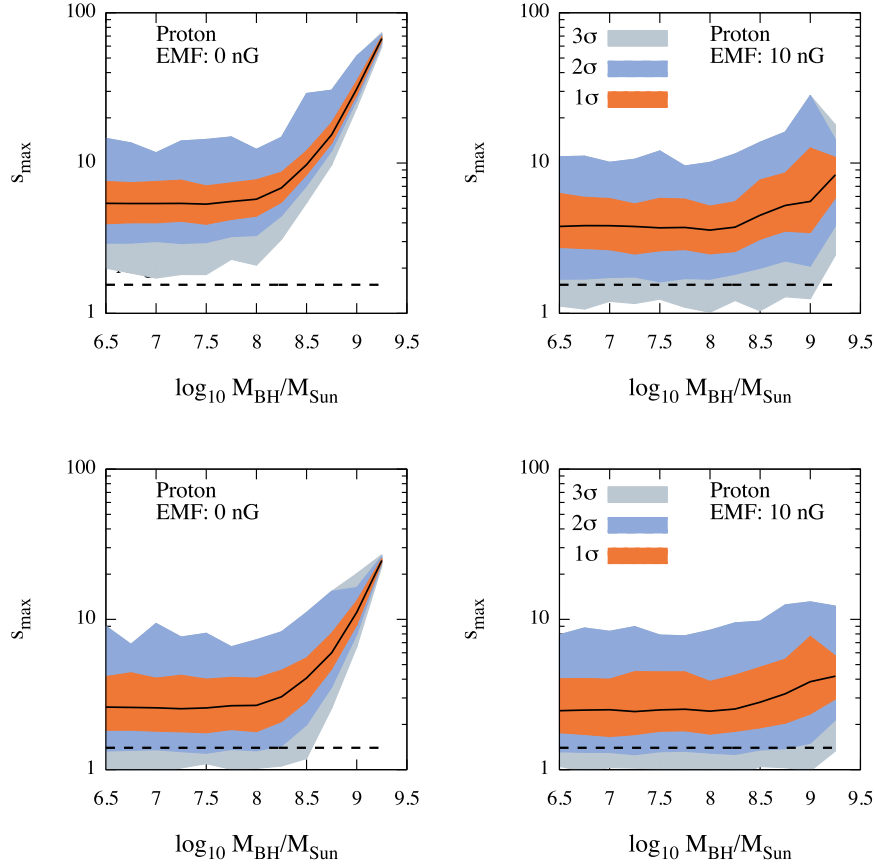 100
10
1
s_max
Proton
EMF: 0 nG
6.5 7 7.5 8 8.5 9 9.5
log₁₀ M_BH/M_Sun
100
10
1
s_max
3σ
2σ
1σ
Proton
EMF: 10 nG
6.5 7 7.5 8 8.5 9 9.5
log₁₀ M_BH/M_Sun
100
10
1
s_max
Proton
EMF: 0 nG
6.5 7 7.5 8 8.5 9 9.5
log₁₀ M_BH/M_Sun
100
10
1
s_max
3σ
2σ
1σ
Proton
EMF: 10 nG
6.5 7 7.5 8 8.5 9 9.5
log₁₀ M_BH/M_Sun